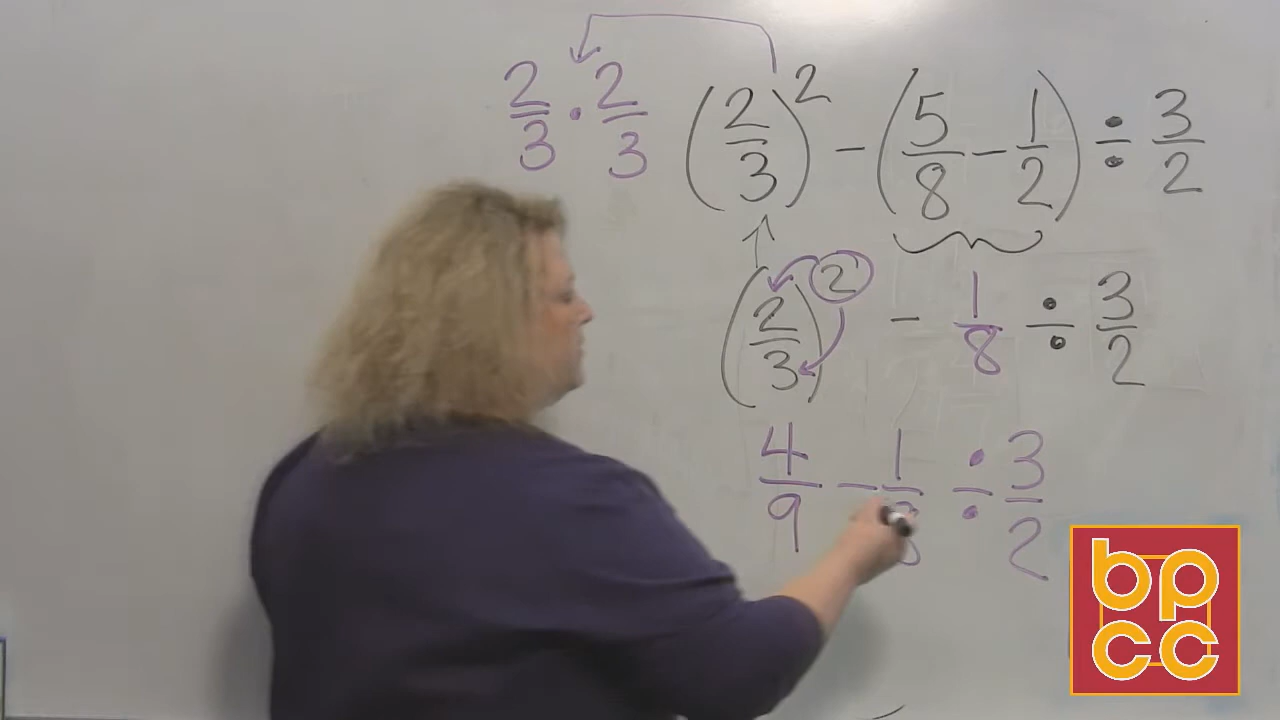 2/3 · 2/3 (2/3)² - (5/8 - 1/2) ÷ 3/2
(2/3)² - 1/8 ÷ 3/2
4/9 - 1/8 ÷ 3/2
bp
cc